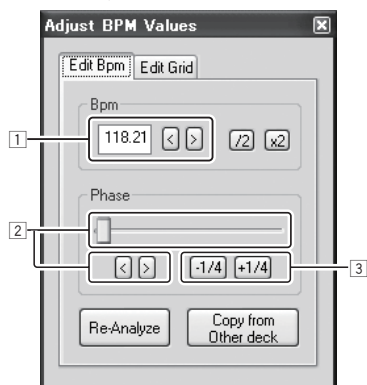 Adjust BPM Values
Edit Bpm Edit Grid
Bpm
1 118.21 < > /2 x2
Phase
2
< > -1/4 +1/4 3
Re-Analyze Copy from
Other deck